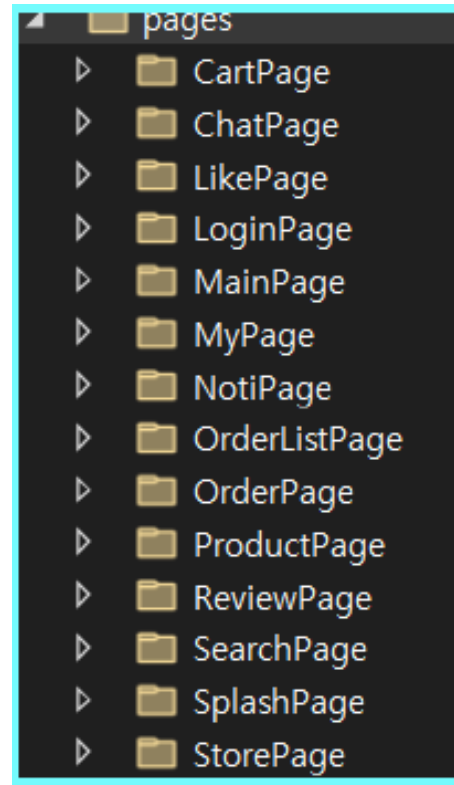 pages
CartPage
ChatPage
LikePage
LoginPage
MainPage
MyPage
NotiPage
OrderListPage
OrderPage
ProductPage
ReviewPage
SearchPage
SplashPage
StorePage